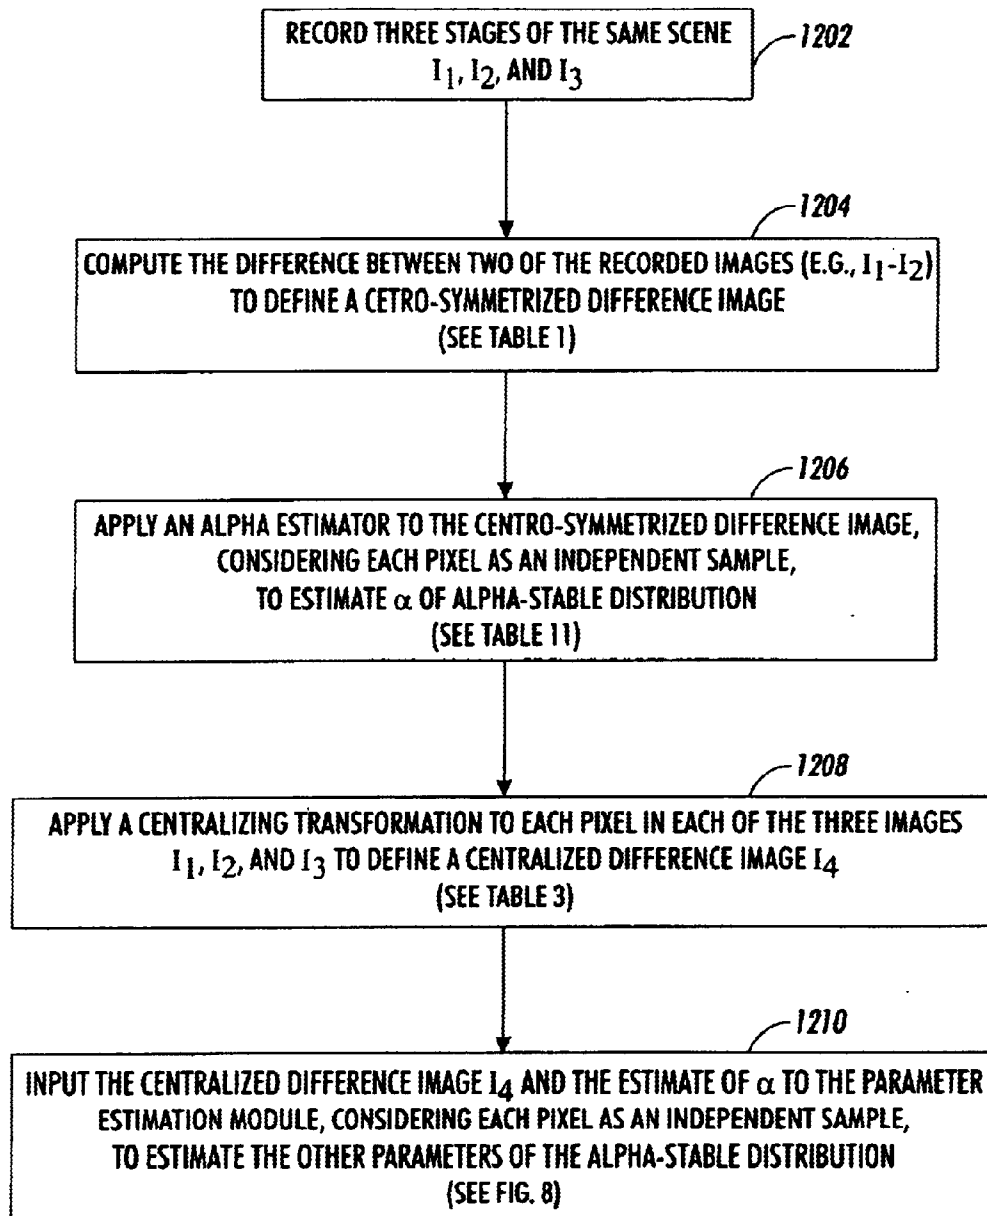 RECORD THREE STAGES OF THE SAME SCENE
I1, I2, AND I3
1202
1204
COMPUTE THE DIFFERENCE BETWEEN TWO OF THE RECORDED IMAGES (E.G., I1-I2)
TO DEFINE A CETRO-SYMMETRIZED DIFFERENCE IMAGE
(SEE TABLE 1)
1206
APPLY AN ALPHA ESTIMATOR TO THE CENTRO-SYMMETRIZED DIFFERENCE IMAGE,
CONSIDERING EACH PIXEL AS AN INDEPENDENT SAMPLE,
TO ESTIMATE α OF ALPHA-STABLE DISTRIBUTION
(SEE TABLE 11)
1208
APPLY A CENTRALIZING TRANSFORMATION TO EACH PIXEL IN EACH OF THE THREE IMAGES
I1, I2, AND I3 TO DEFINE A CENTRALIZED DIFFERENCE IMAGE I4
(SEE TABLE 3)
1210
INPUT THE CENTRALIZED DIFFERENCE IMAGE I4 AND THE ESTIMATE OF α TO THE PARAMETER
ESTIMATION MODULE, CONSIDERING EACH PIXEL AS AN INDEPENDENT SAMPLE,
TO ESTIMATE THE OTHER PARAMETERS OF THE ALPHA-STABLE DISTRIBUTION
(SEE FIG. 8)